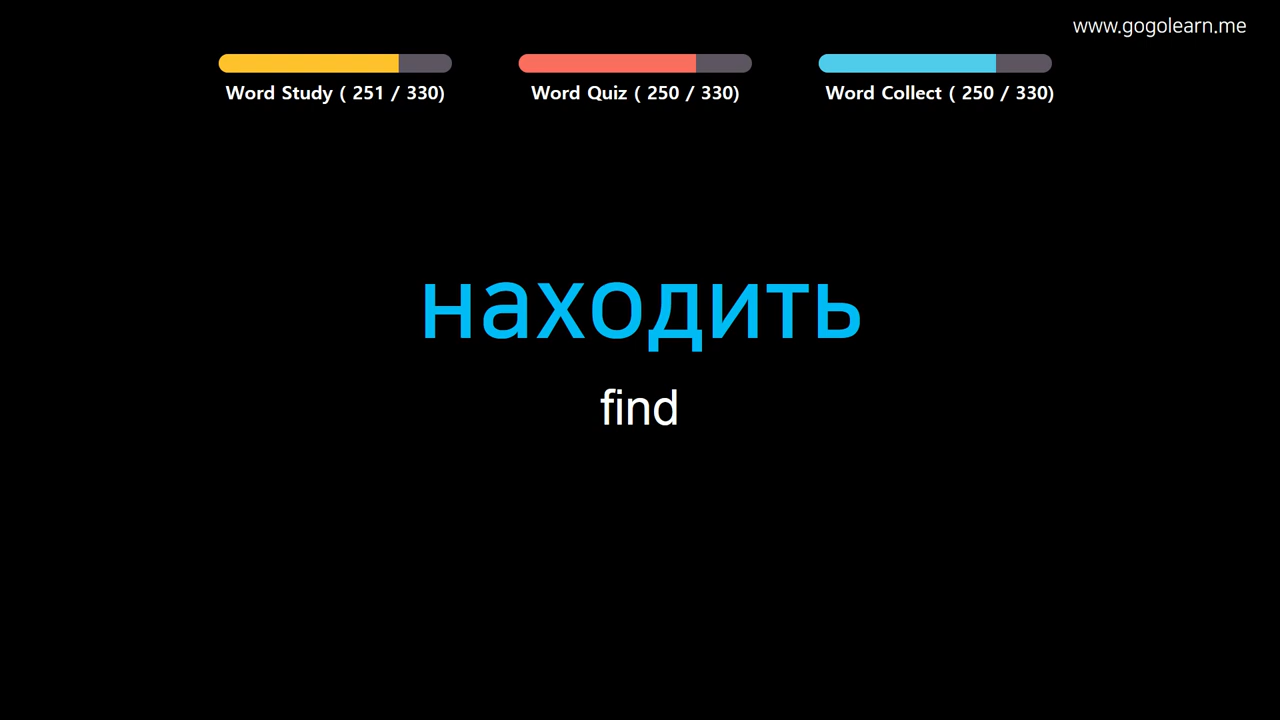 www.gogolearn.me
Word Study ( 251 / 330)
Word Quiz ( 250 / 330)
Word Collect ( 250 / 330)
находить
find